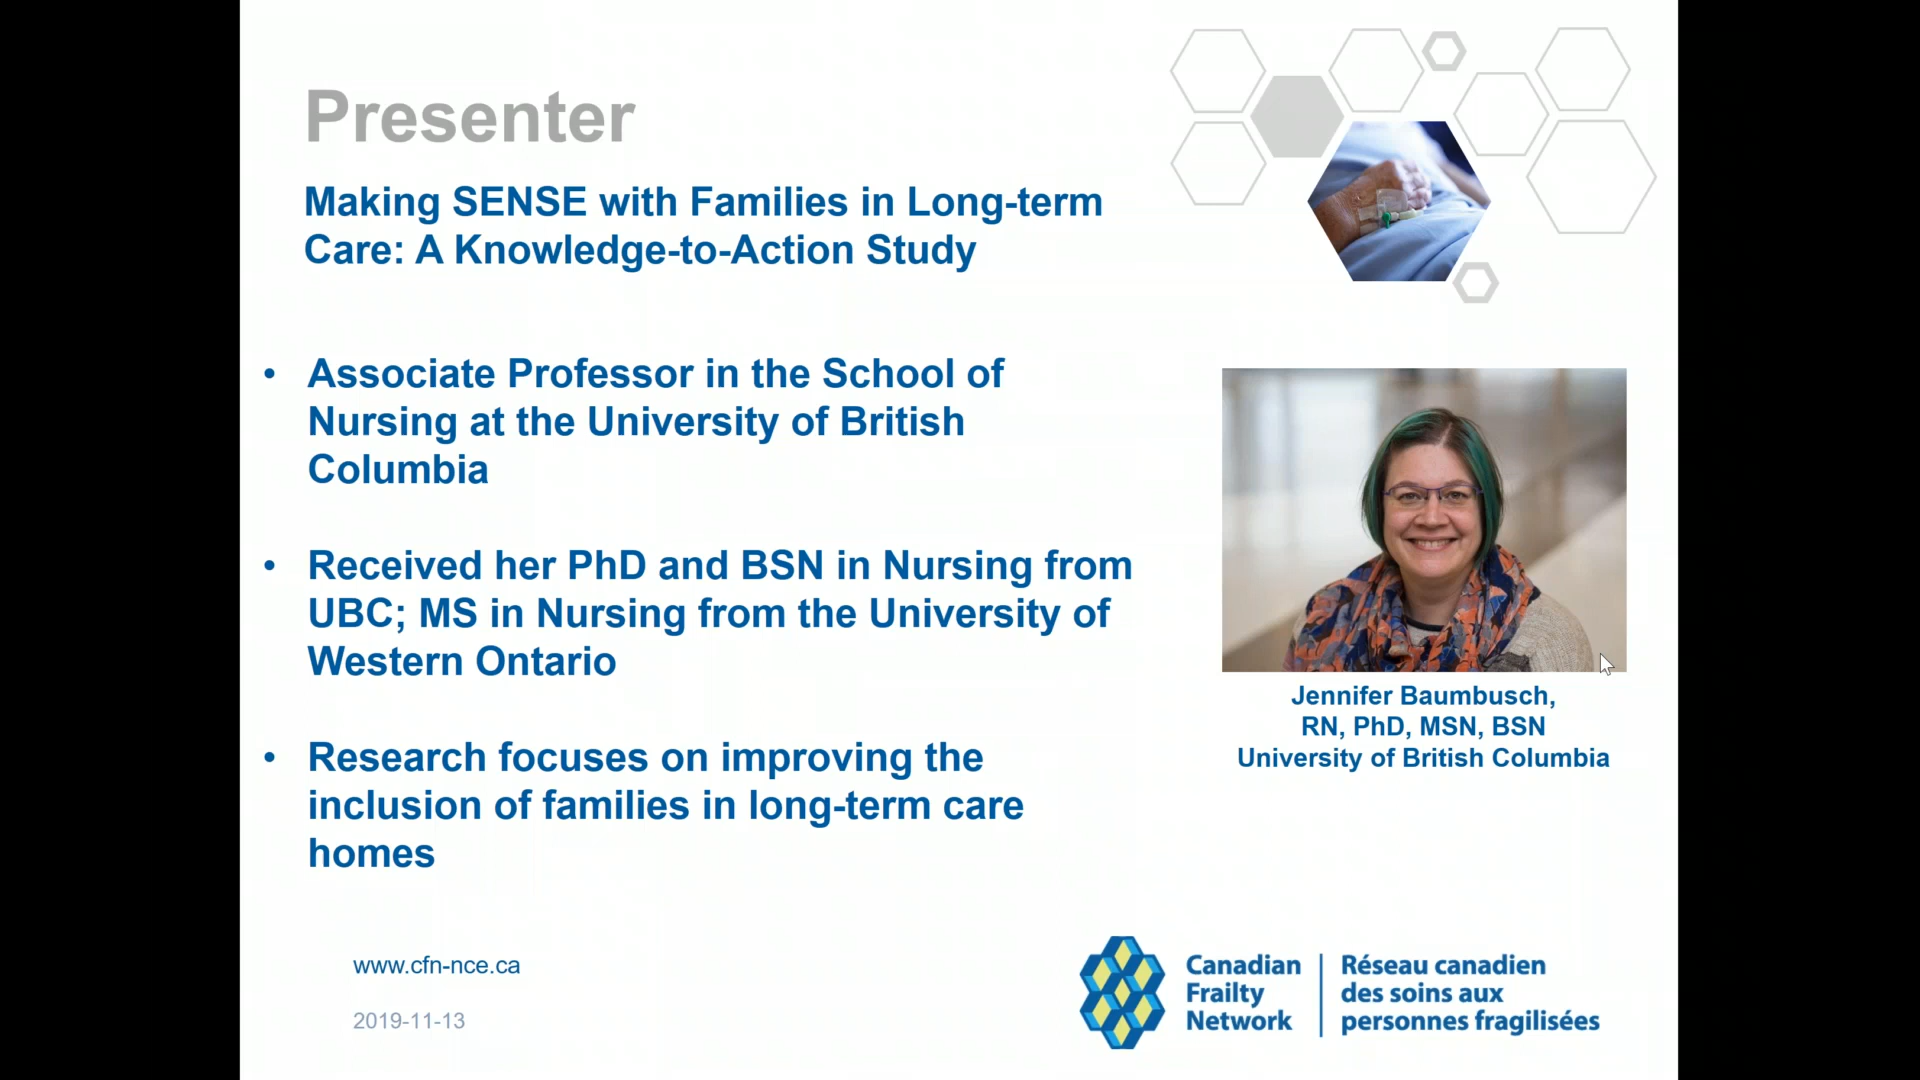 Presenter
Making SENSE with Families in Long-term
Care: A Knowledge-to-Action Study
• Associate Professor in the School of
Nursing at the University of British
Columbia
• Received her PhD and BSN in Nursing from
UBC; MS in Nursing from the University of
Western Ontario
• Research focuses on improving the
inclusion of families in long-term care
homes
Jennifer Baumbusch,
RN, PhD, MSN, BSN
University of British Columbia
www.cfn-nce.ca
2019-11-13
Canadian
Frailty
Network
Réseau canadien
des soins aux
personnes fragilisées